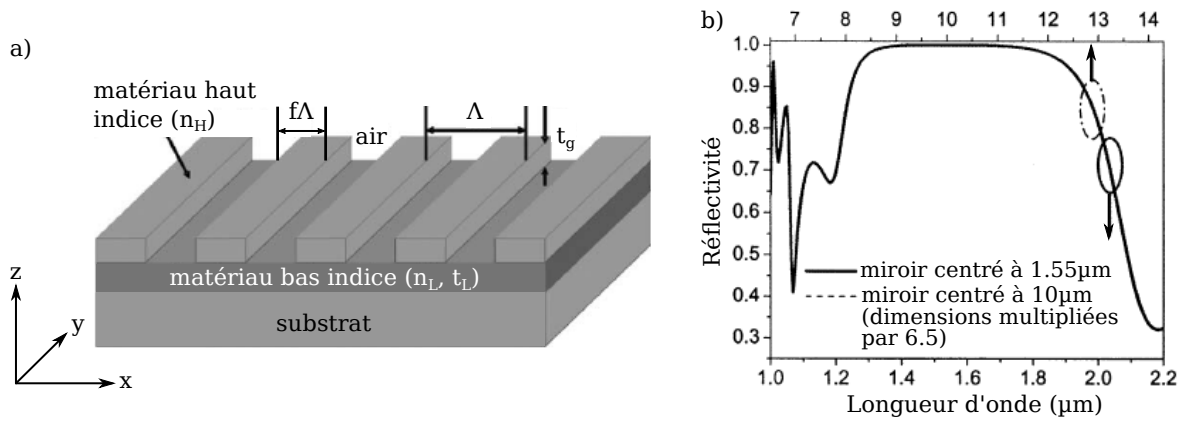 a)
matériau haut
indice (n_H)
fΛ
air
Λ
t_g
matériau bas indice (n_L, t_L)
substrat
z
y
x
b)
7 8 9 10 11 12 13 14
Réflectivité
1.0
0.9
0.8
0.7
0.6
0.5
0.4
0.3
miroir centré à 1.55µm
miroir centré à 10µm
(dimensions multipliées
par 6.5)
1.0 1.2 1.4 1.6 1.8 2.0 2.2
Longueur d'onde (µm)